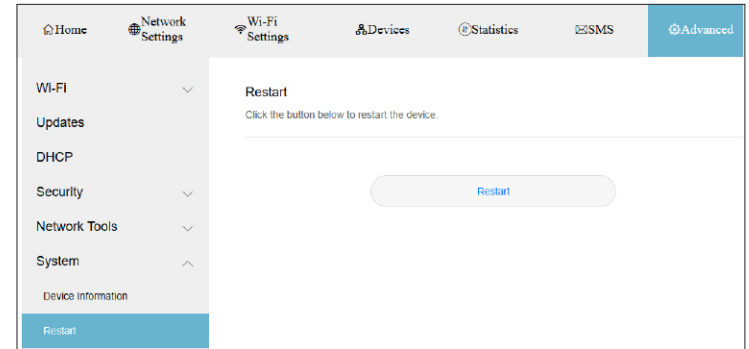 Home
Network
Settings
Wi-Fi
Settings
Devices
Statistics
SMS
Advanced
Wi-Fi
Updates
DHCP
Security
Network Tools
System
Device Information
Restart
Restart
Click the button below to restart the device.
Restart